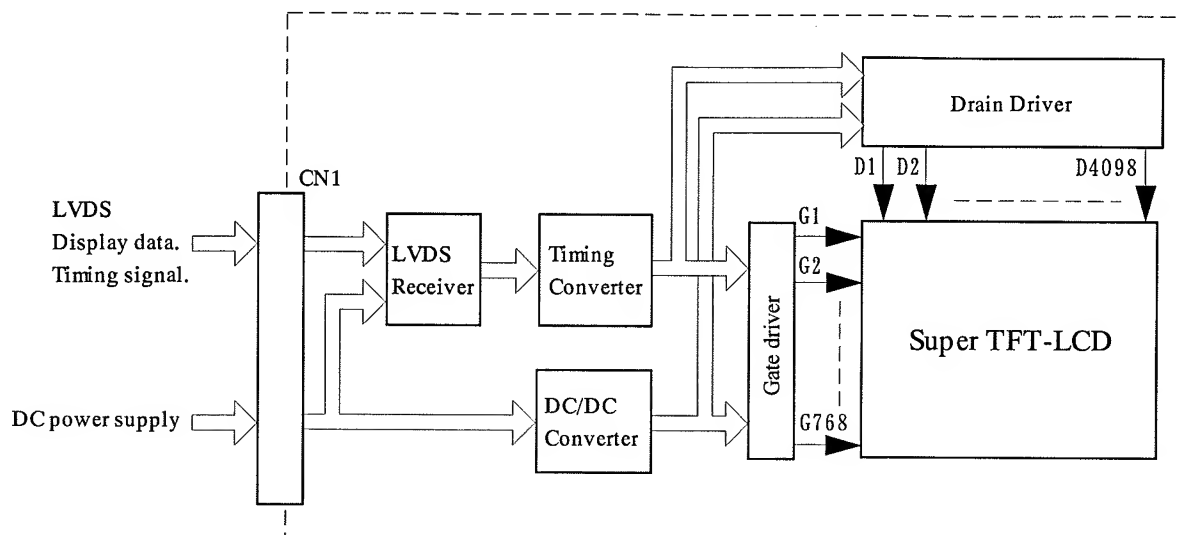 Drain Driver
D1 D2 D4098
CN1
LVDS
Display data.
Timing signal.
LVDS
Receiver
Timing
Converter
G1
G2
Gate driver
Super TFT-LCD
DC power supply
DC/DC
Converter
G768